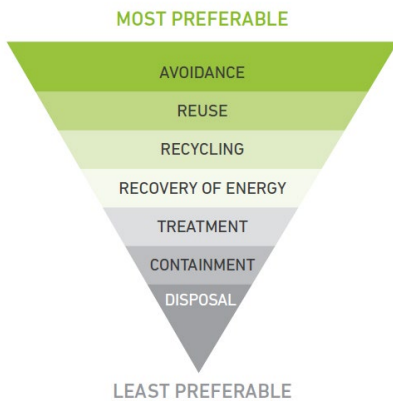 MOST PREFERABLE
AVOIDANCE
REUSE
RECYCLING
RECOVERY OF ENERGY
TREATMENT
CONTAINMENT
DISPOSAL
LEAST PREFERABLE